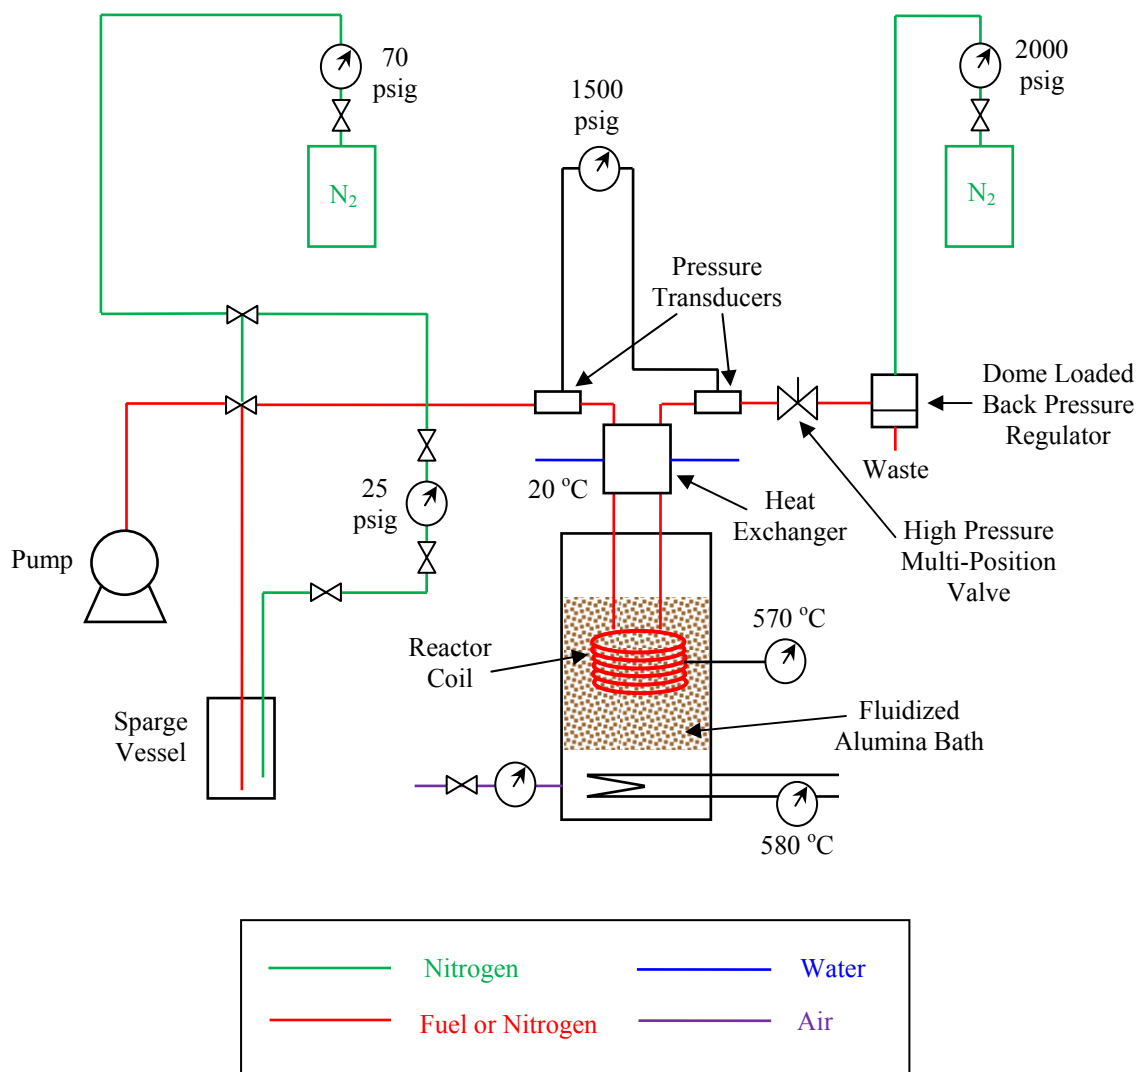 70
psig
2000
psig
1500
psig
N₂
N₂
Pressure
Transducers
Dome Loaded
Back Pressure
Regulator
Waste
20 °C
25
psig
Heat
Exchanger
High Pressure
Multi-Position
Valve
Pump
570 °C
Reactor
Coil
Sparge
Vessel
Fluidized
Alumina Bath
580 °C
Nitrogen
Water
Fuel or Nitrogen
Air